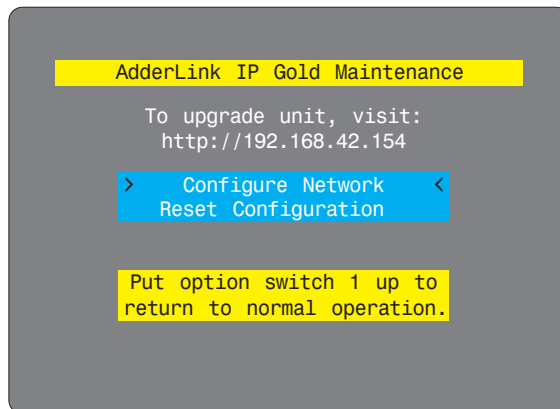 AdderLink IP Gold Maintenance
To upgrade unit, visit:
http://192.168.42.154
> Configure Network <
Reset Configuration
Put option switch 1 up to
return to normal operation.